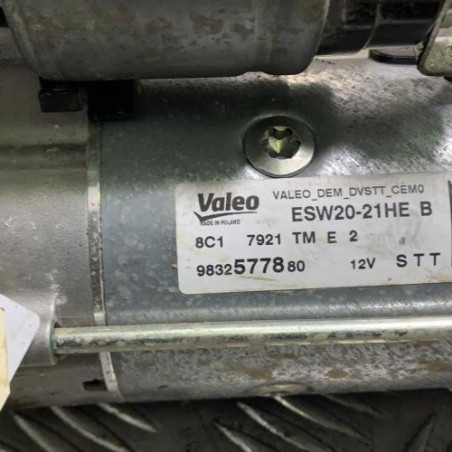 Valeo VALEO_DEM_DVSTT_CEM0
MADE IN POLAND ESW20-21HE B
8C1 7921 TM E 2
9832577880 12V STT